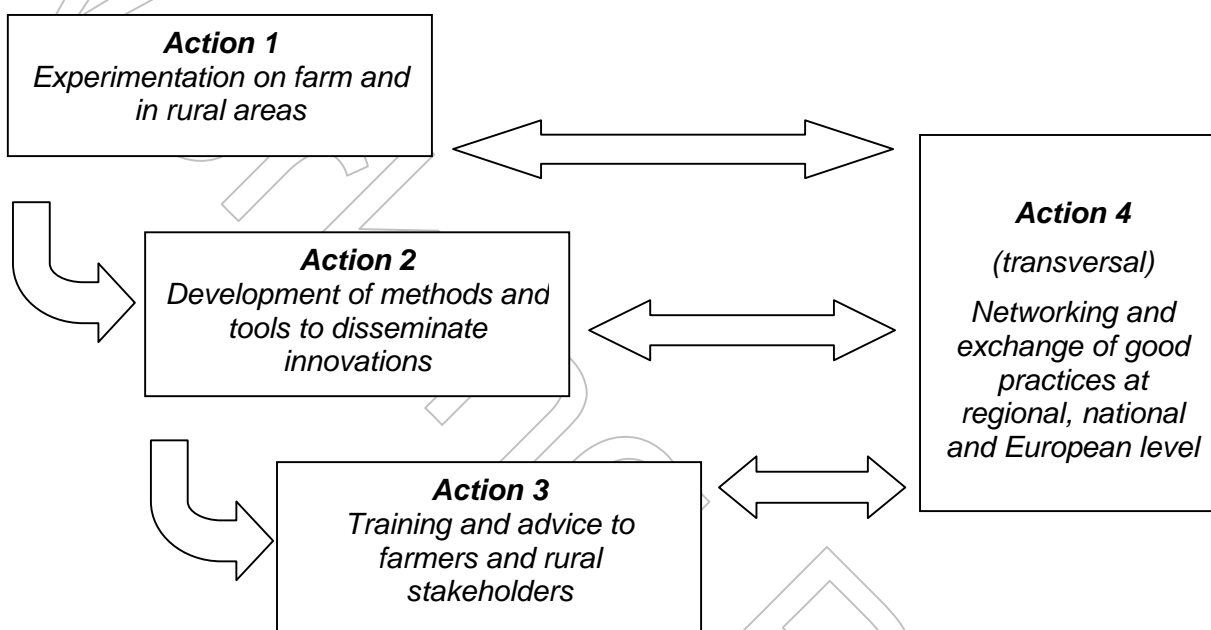 Action 1
Experimentation on farm and
in rural areas
Action 2
Development of methods and
tools to disseminate
innovations
Action 3
Training and advice to
farmers and rural
stakeholders
Action 4
(transversal)
Networking and
exchange of good
practices at
regional, national
and European level